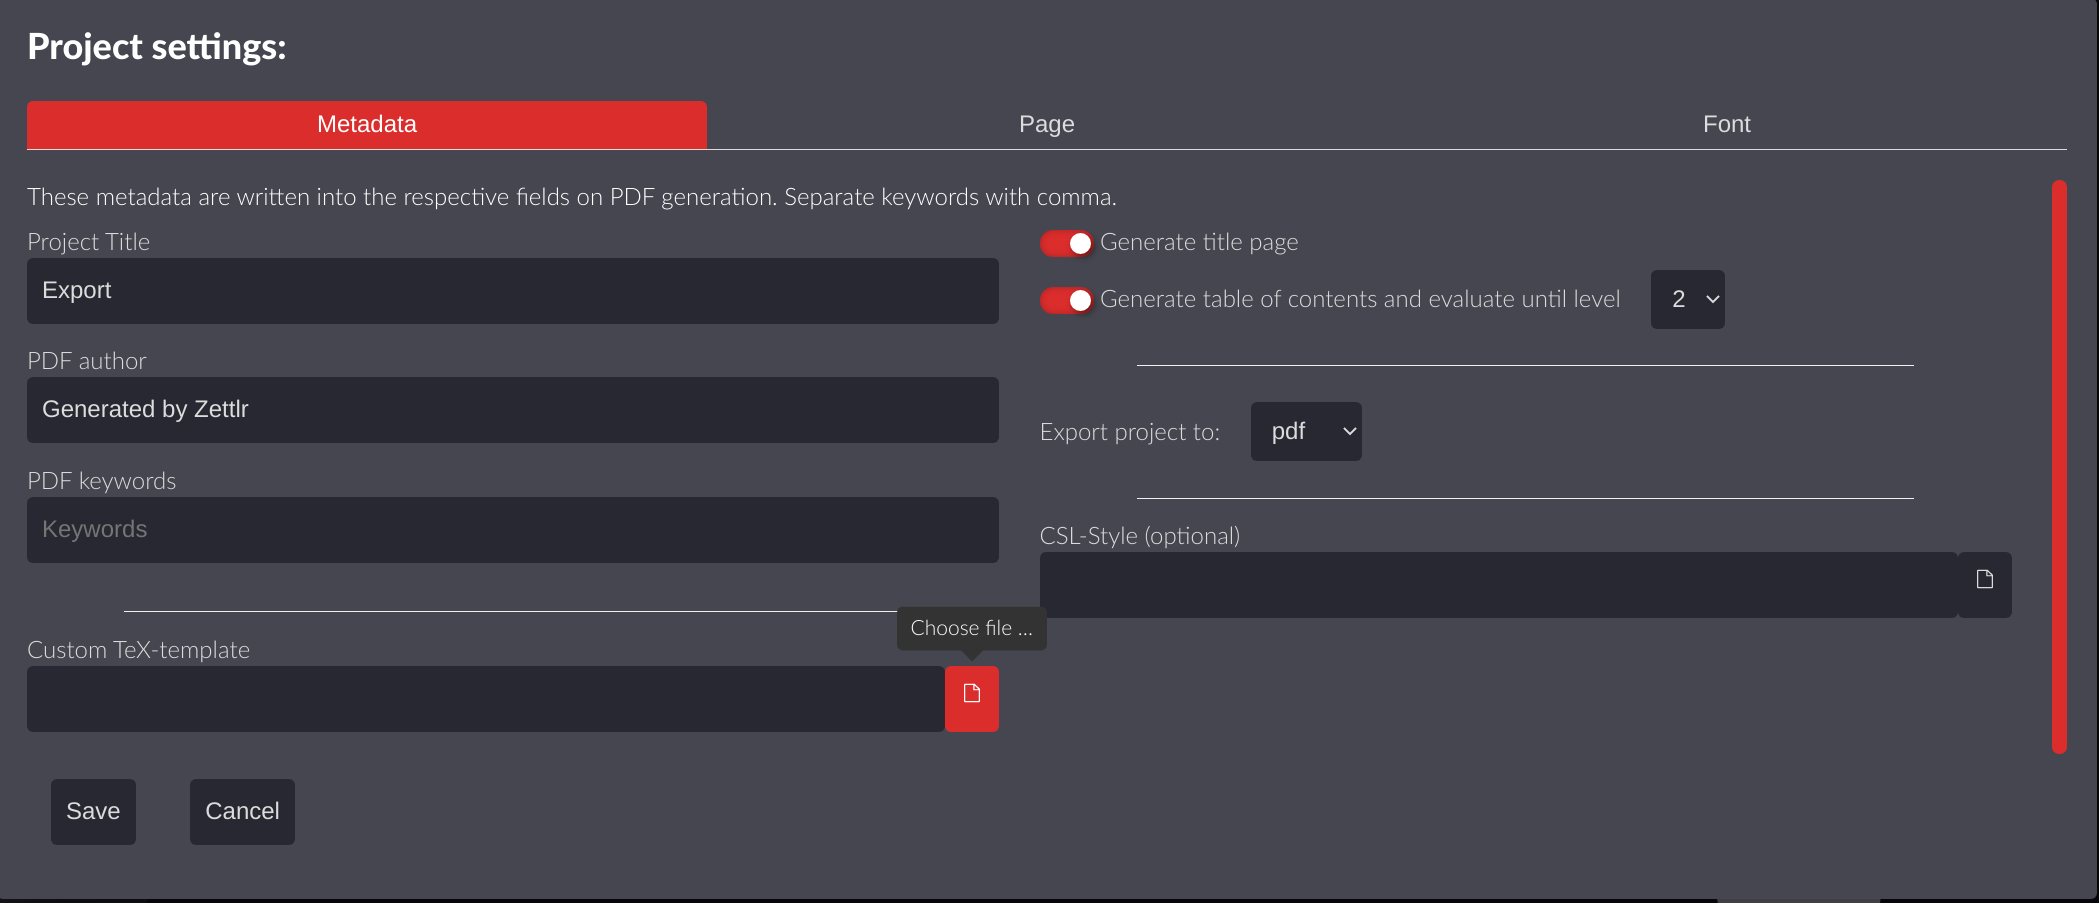 Project settings:
Metadata
Page
Font
These metadata are written into the respective fields on PDF generation. Separate keywords with comma.
Project Title
Export
PDF author
Generated by Zettlr
PDF keywords
Keywords
Custom TeX-template
Choose file ...
Generate title page
Generate table of contents and evaluate until level 2
Export project to: pdf
CSL-Style (optional)
Save
Cancel